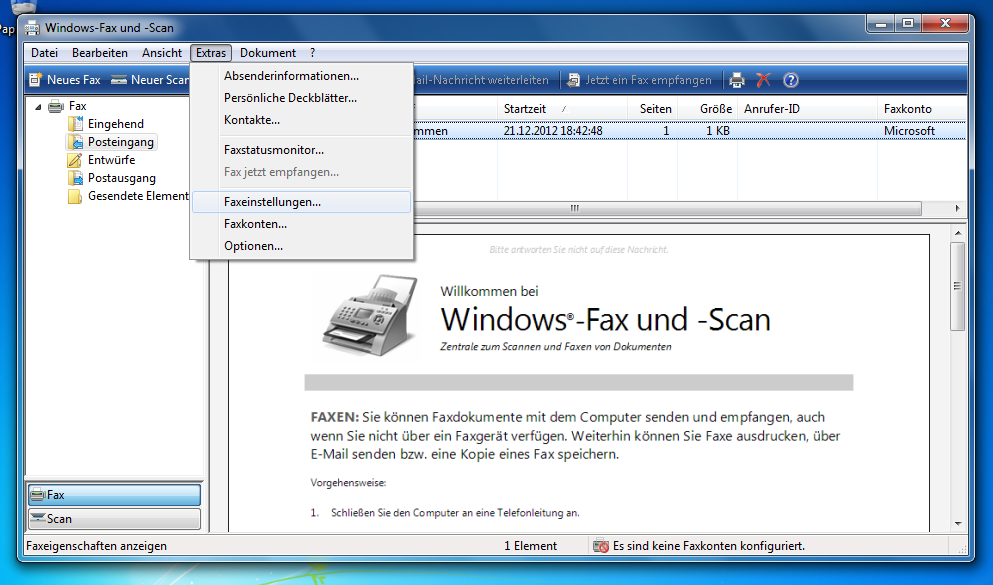 Pap
Windows-Fax und -Scan
Datei Bearbeiten Ansicht Extras Dokument ?
Neues Fax Neuer Scan ail-Nachricht weiterleiten Jetzt ein Fax empfangen
Absenderinformationen...
Persönliche Deckblätter...
Kontakte...
Faxstatusmonitor...
Fax jetzt empfangen...
Faxeinstellungen...
Faxkonten...
Optionen...
Startzeit Seiten Größe Anrufer-ID Faxkonto
mmen 21.12.2012 18:42:48 1 1 KB Microsoft
Fax
Eingehend
Posteingang
Entwürfe
Postausgang
Gesendete Element
Bitte antworten Sie nicht auf diese Nachricht.
Willkommen bei
Windows®-Fax und -Scan
Zentrale zum Scannen und Faxen von Dokumenten
FAXEN: Sie können Faxdokumente mit dem Computer senden und empfangen, auch
wenn Sie nicht über ein Faxgerät verfügen. Weiterhin können Sie Faxe ausdrucken, über
E-Mail senden bzw. eine Kopie eines Fax speichern.
Vorgehensweise:
1. Schließen Sie den Computer an eine Telefonleitung an.
Fax
Scan
Faxeigenschaften anzeigen 1 Element Es sind keine Faxkonten konfiguriert.